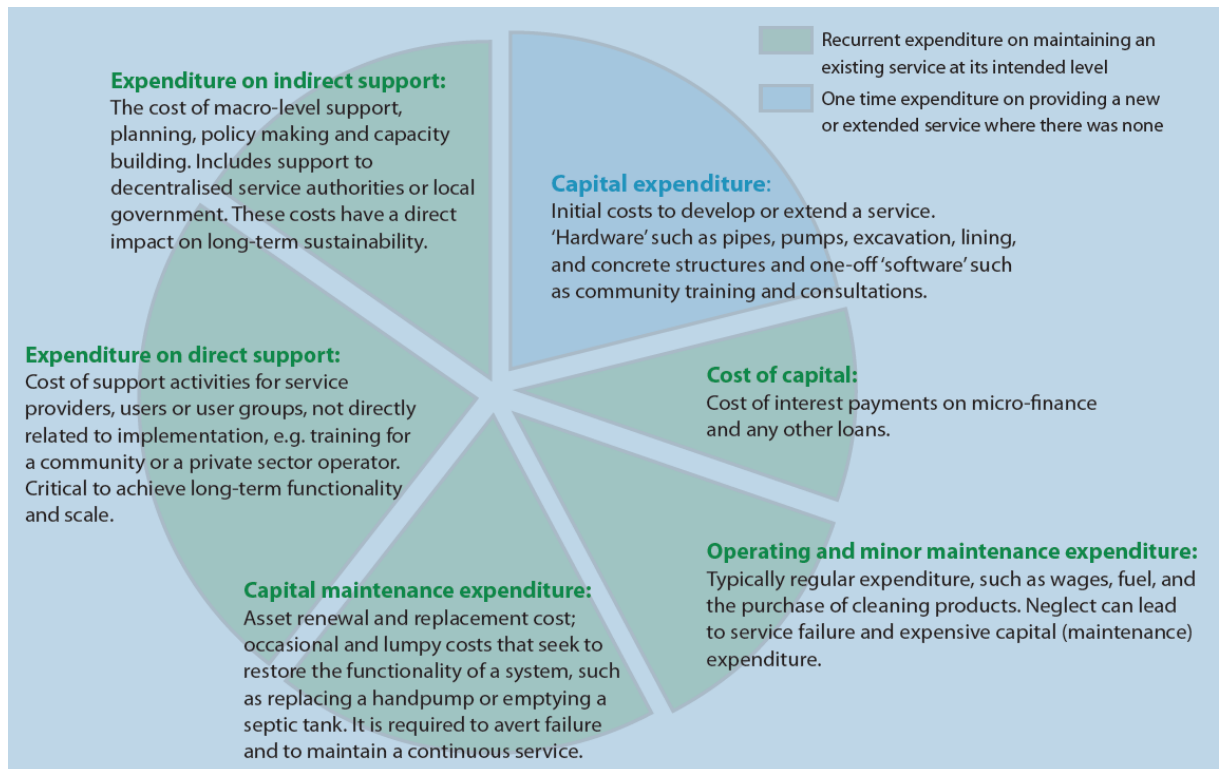 Recurrent expenditure on maintaining an
existing service at its intended level
One time expenditure on providing a new
or extended service where there was none
Expenditure on indirect support:
The cost of macro-level support,
planning, policy making and capacity
building. Includes support to
decentralised service authorities or local
government. These costs have a direct
impact on long-term sustainability.
Capital expenditure:
Initial costs to develop or extend a service.
‘Hardware’ such as pipes, pumps, excavation, lining,
and concrete structures and one-off ‘software’ such
as community training and consultations.
Expenditure on direct support:
Cost of support activities for service
providers, users or user groups, not directly
related to implementation, e.g. training for
a community or a private sector operator.
Critical to achieve long-term functionality
and scale.
Cost of capital:
Cost of interest payments on micro-finance
and any other loans.
Capital maintenance expenditure:
Asset renewal and replacement cost;
occasional and lumpy costs that seek to
restore the functionality of a system, such
as replacing a handpump or emptying a
septic tank. It is required to avert failure
and to maintain a continuous service.
Operating and minor maintenance expenditure:
Typically regular expenditure, such as wages, fuel, and
the purchase of cleaning products. Neglect can lead
to service failure and expensive capital (maintenance)
expenditure.